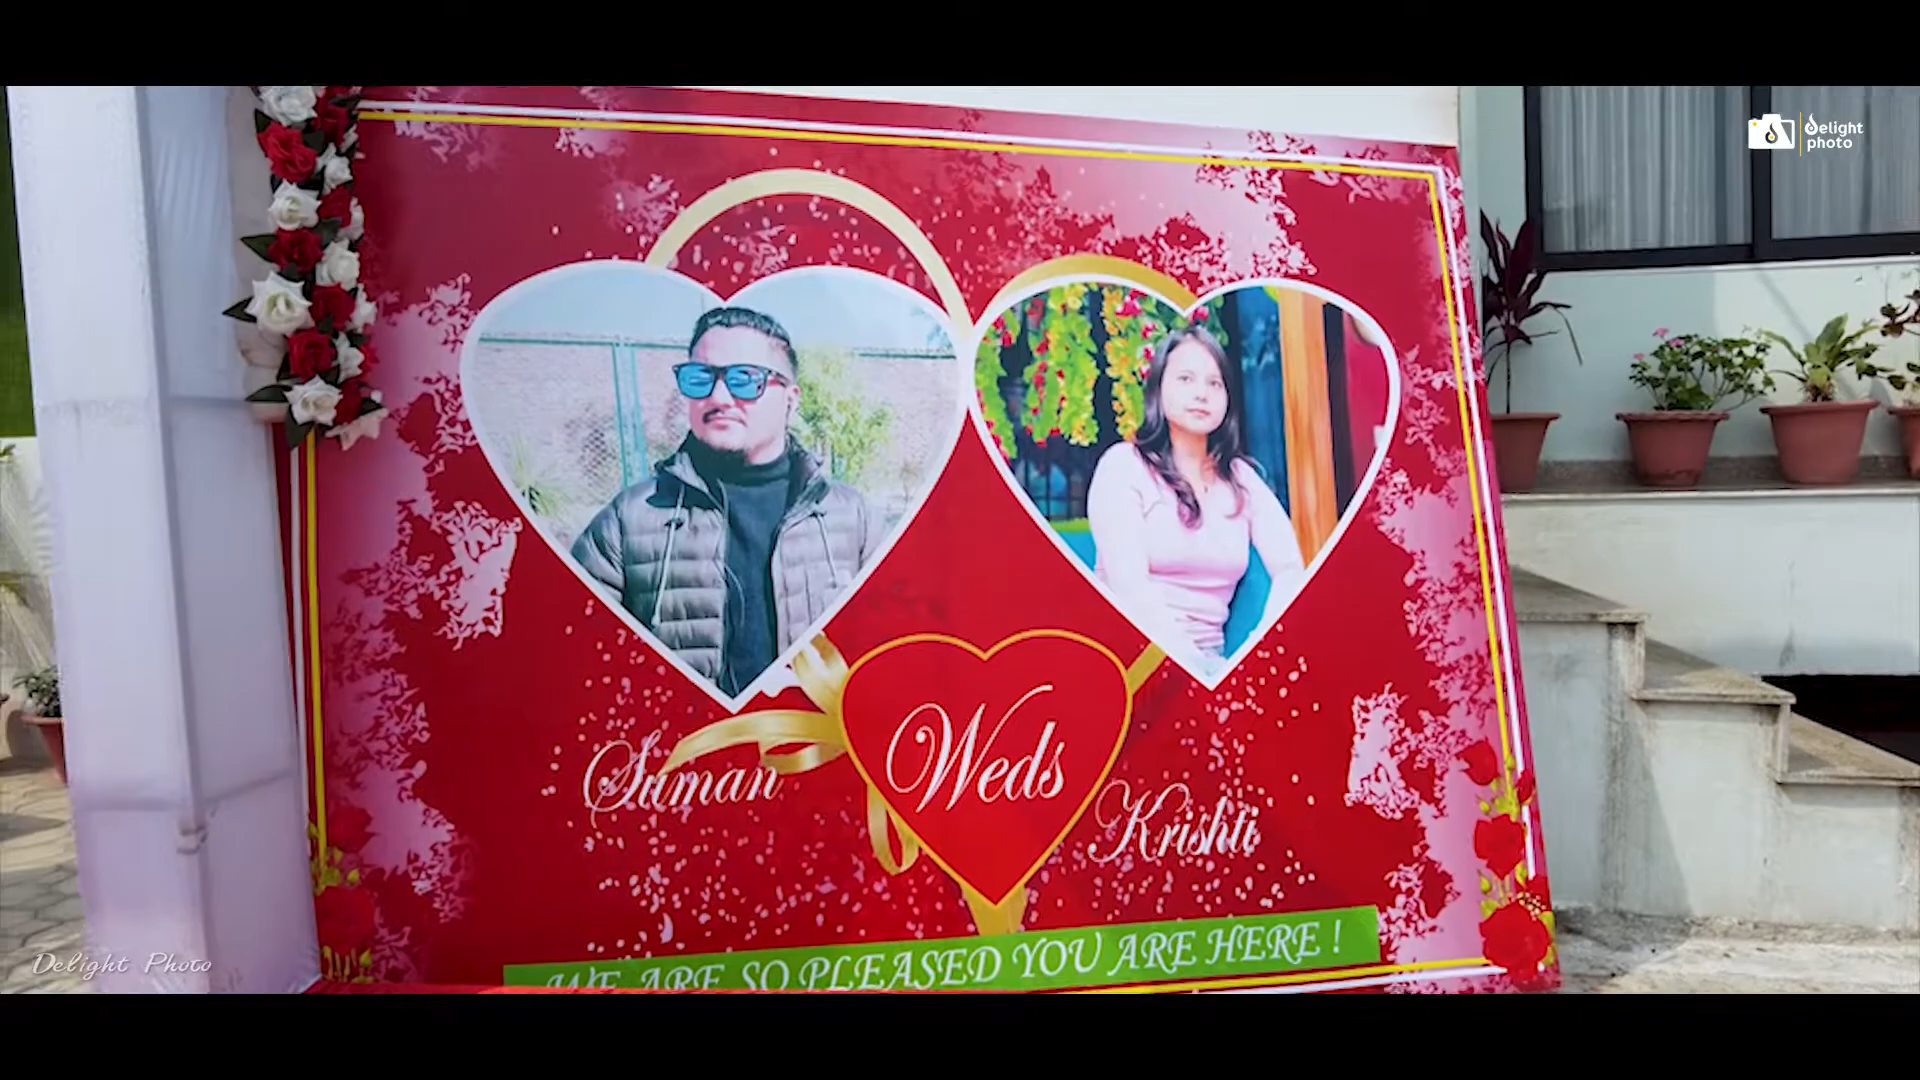 delight
photo
Suman
Weds
Krishti
WE ARE SO PLEASED YOU ARE HERE !
Delight Photo